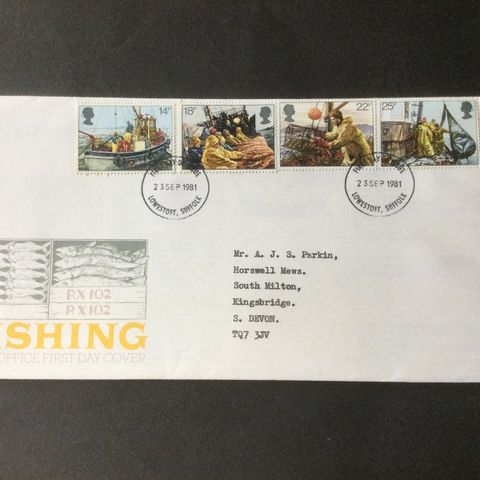 14P
18P
22P
25P
23 SEP 1981
LOWESTOFT, SUFFOLK
23 SEP 1981
LOWESTOFT, SUFFOLK
Mr. A. J. S. Parkin,
Horswell Mews.
South Milton,
Kingsbridge.
S. DEVON.
TQ7 3JV
RX 102
RX 102
ISHING
OFFICE FIRST DAY COVER